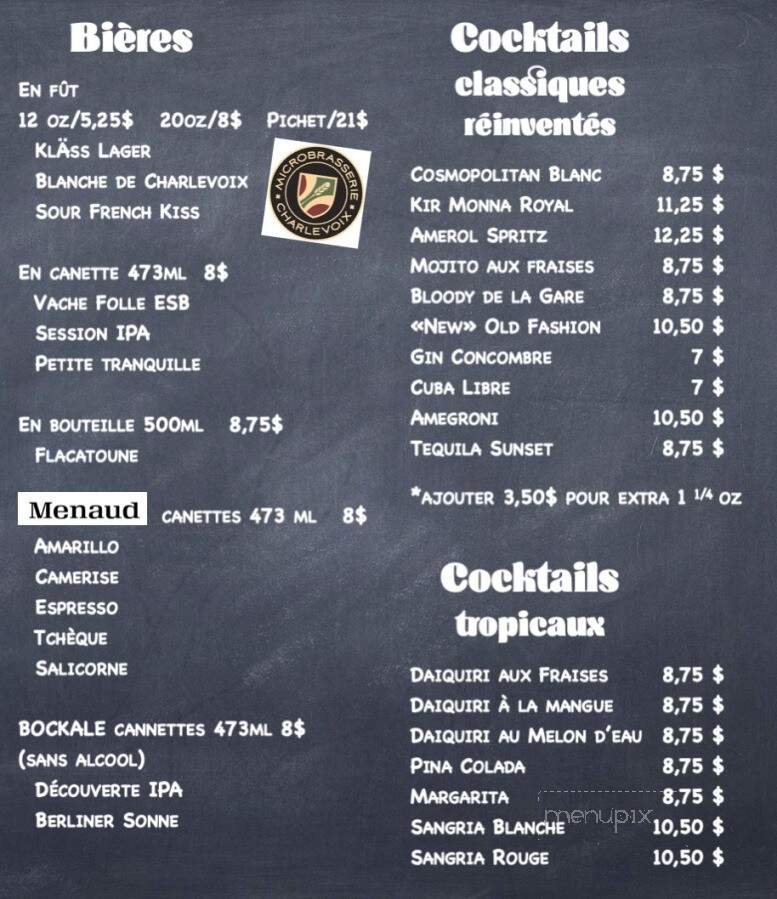 Bières
En fût
12 oz/5,25$ 20oz/8$ Pichet/21$
KlÄss Lager
Blanche de Charlevoix
Sour French Kiss
MICROBRASSERIE
CHARLEVOIX
En canette 473ml 8$
Vache Folle ESB
Session IPA
Petite tranquille
En bouteille 500ml 8,75$
Flacatoune
Menaud canettes 473 ml 8$
Amarillo
Camerise
Espresso
Tchèque
Salicorne
BOCKALE cannettes 473ml 8$
(sans alcool)
Découverte IPA
Berliner Sonne
Cocktails
classiques
réinventés
Cosmopolitan Blanc 8,75 $
Kir Monna Royal 11,25 $
Amerol Spritz 12,25 $
Mojito aux fraises 8,75 $
Bloody de la Gare 8,75 $
«New» Old Fashion 10,50 $
Gin Concombre 7 $
Cuba Libre 7 $
Amegroni 10,50 $
Tequila Sunset 8,75 $
*ajouter 3,50$ pour extra 1 1/4 oz
Cocktails
tropicaux
Daiquiri aux Fraises 8,75 $
Daiquiri à la mangue 8,75 $
Daiquiri au Melon d'eau 8,75 $
Pina Colada 8,75 $
Margarita 8,75 $
Sangria Blanche 10,50 $
Sangria Rouge 10,50 $
menupix